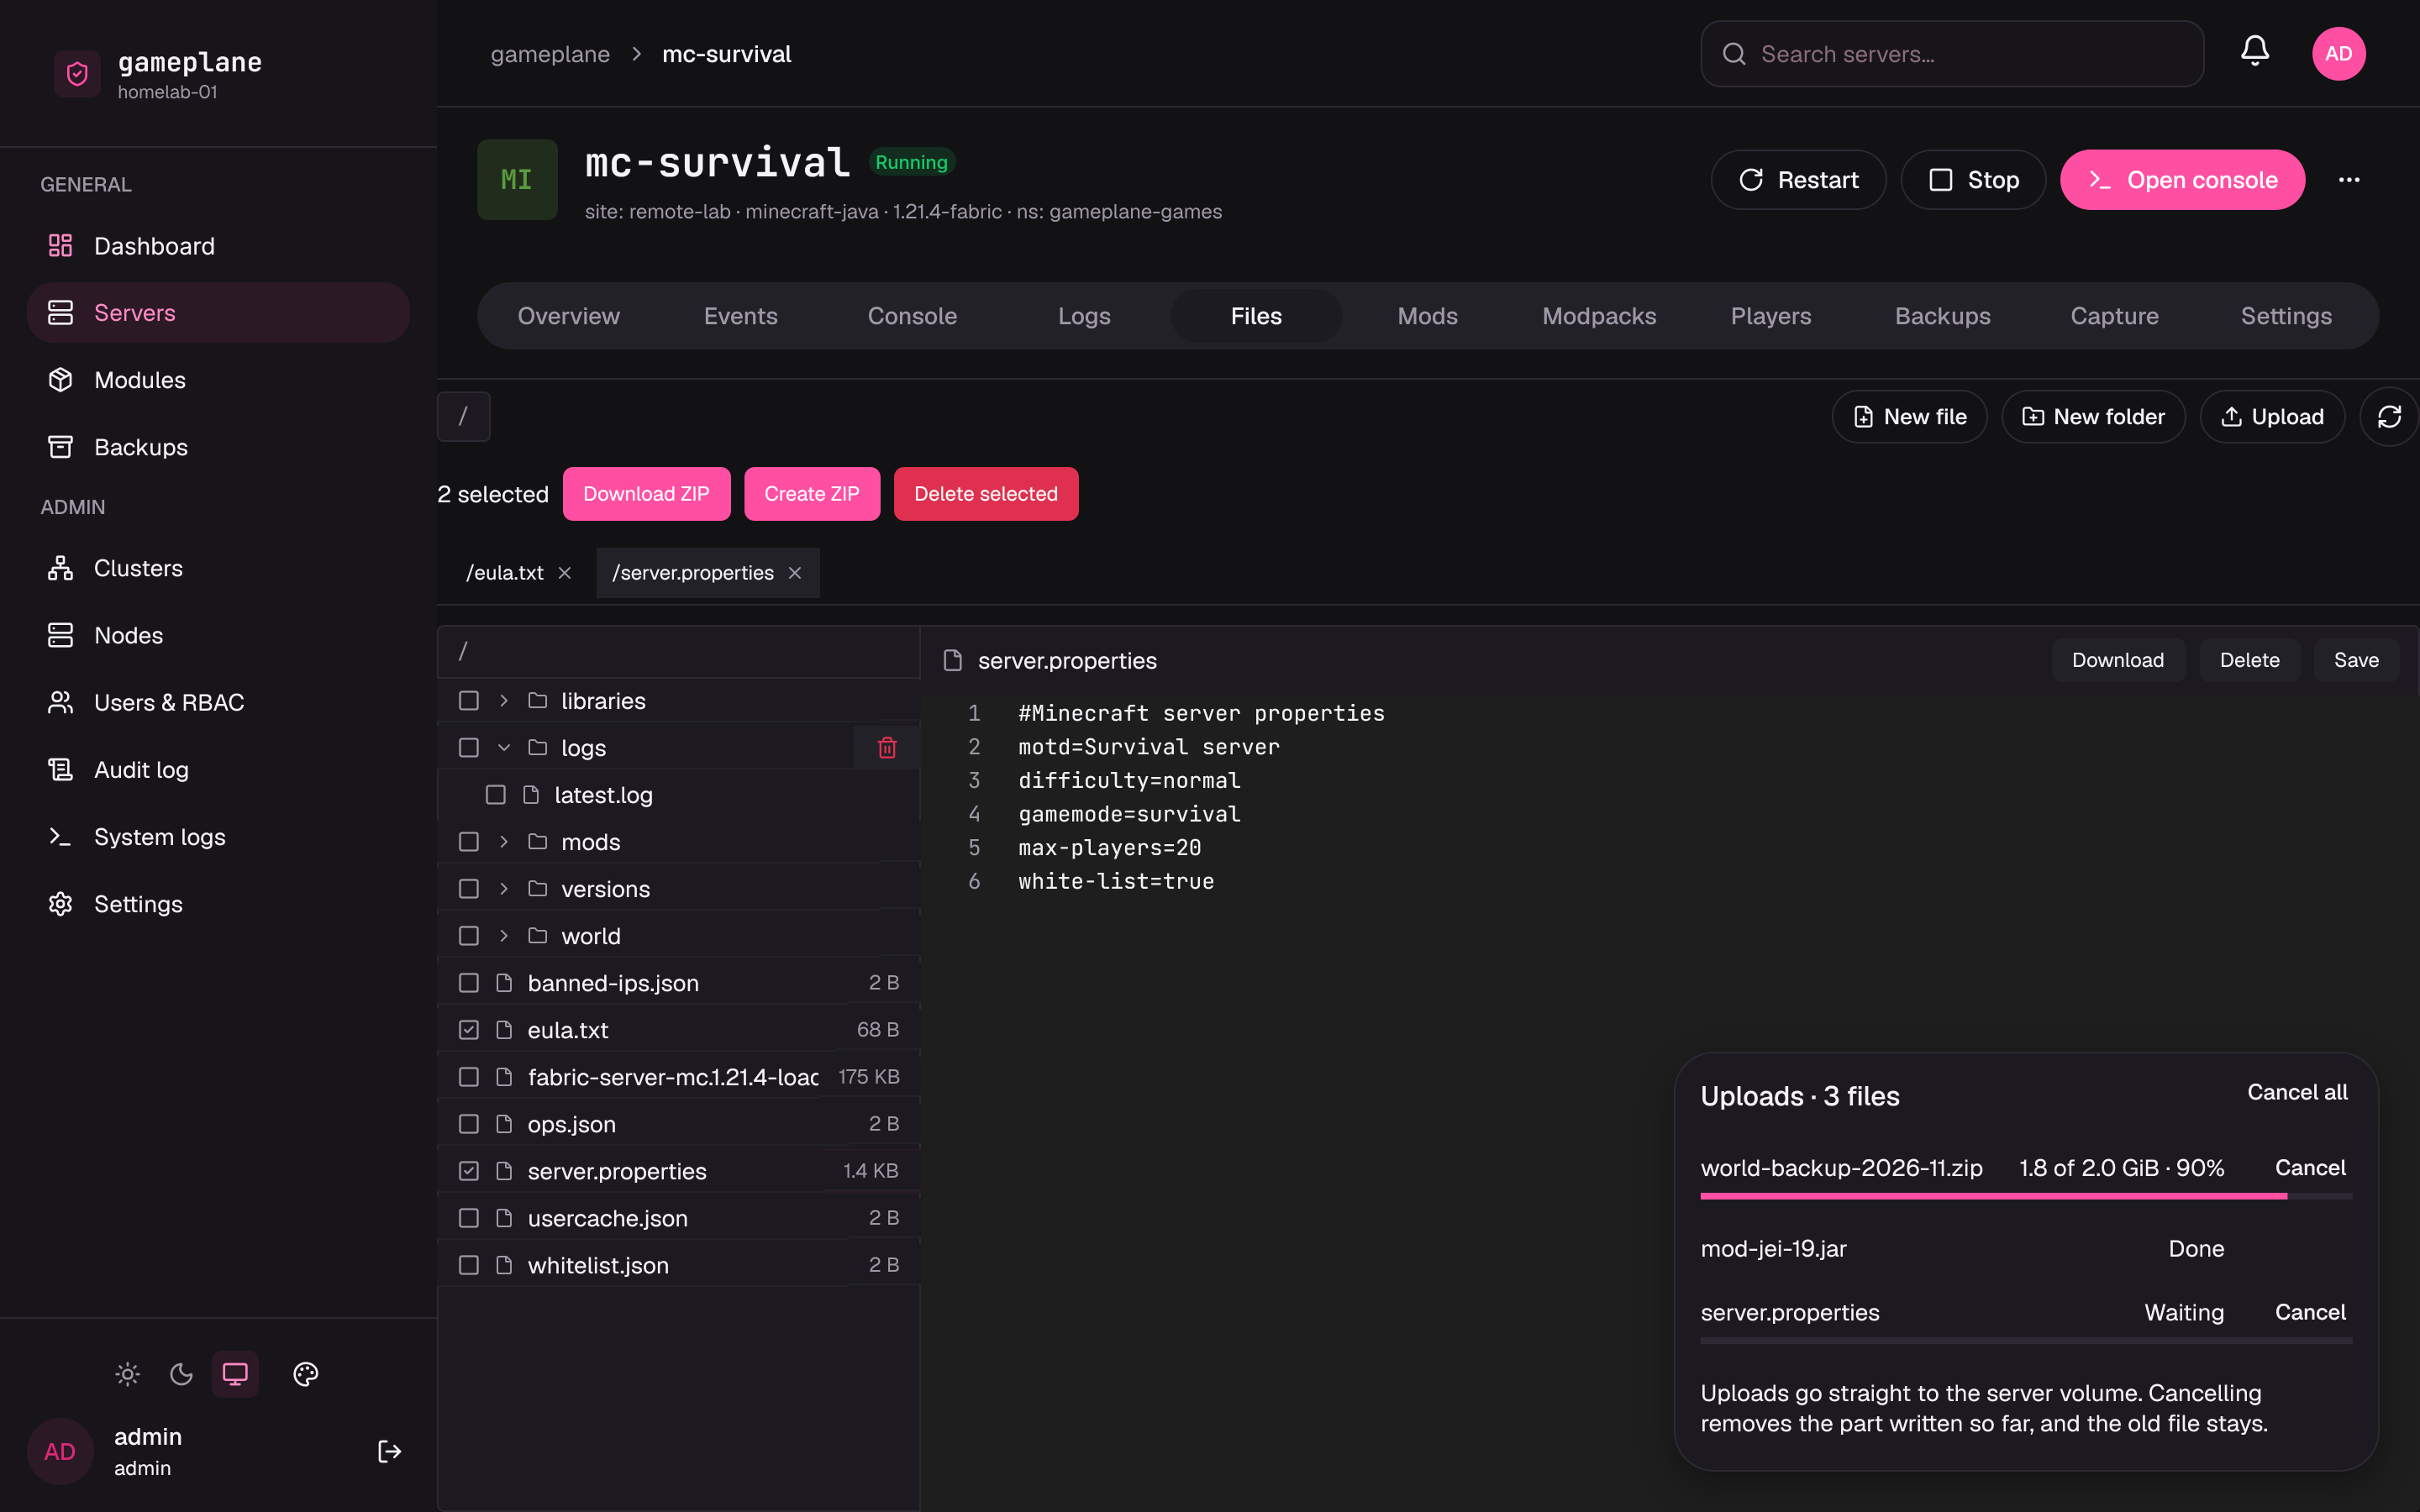 gameplane
homelab-01
GENERAL
Dashboard
Servers
Modules
Backups
ADMIN
Clusters
Nodes
Users & RBAC
Audit log
System logs
Settings
AD
admin
admin
gameplane
mc-survival
Search servers...
AD
MI
mc-survival
Running
site: remote-lab · minecraft-java · 1.21.4-fabric · ns: gameplane-games
Restart
Stop
Open console
Overview
Events
Console
Logs
Files
Mods
Modpacks
Players
Backups
Capture
Settings
/
New file
New folder
Upload
2 selected
Download ZIP
Create ZIP
Delete selected
/eula.txt
/server.properties
/
libraries
logs
latest.log
mods
versions
world
banned-ips.json 2 B
eula.txt 68 B
fabric-server-mc.1.21.4-loac 175 KB
ops.json 2 B
server.properties 1.4 KB
usercache.json 2 B
whitelist.json 2 B
server.properties
Download
Delete
Save
1 #Minecraft server properties
2 motd=Survival server
3 difficulty=normal
4 gamemode=survival
5 max-players=20
6 white-list=true
Uploads · 3 files
Cancel all
world-backup-2026-11.zip 1.8 of 2.0 GiB · 90% Cancel
mod-jei-19.jar Done
server.properties Waiting Cancel
Uploads go straight to the server volume. Cancelling
removes the part written so far, and the old file stays.